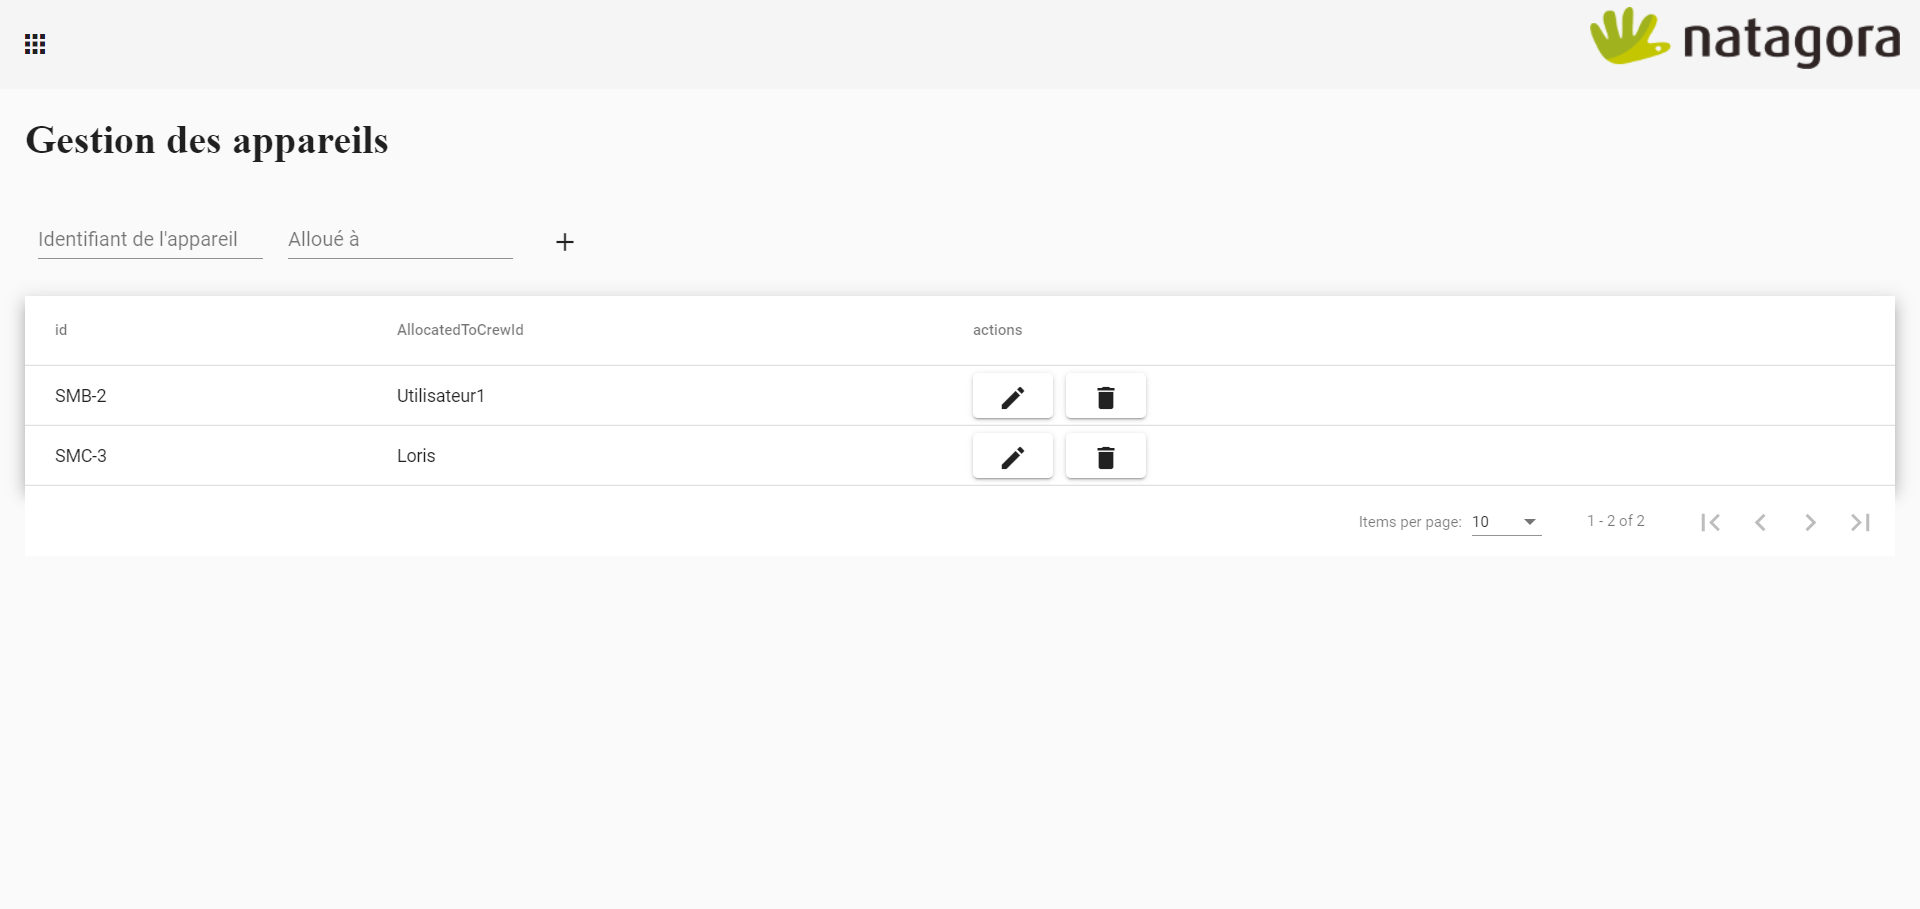 natagora
Gestion des appareils
Identifiant de l'appareil Alloué à
id AllocatedToCrewId actions
SMB-2 Utilisateur1
SMC-3 Loris
Items per page: 10 1 - 2 of 2